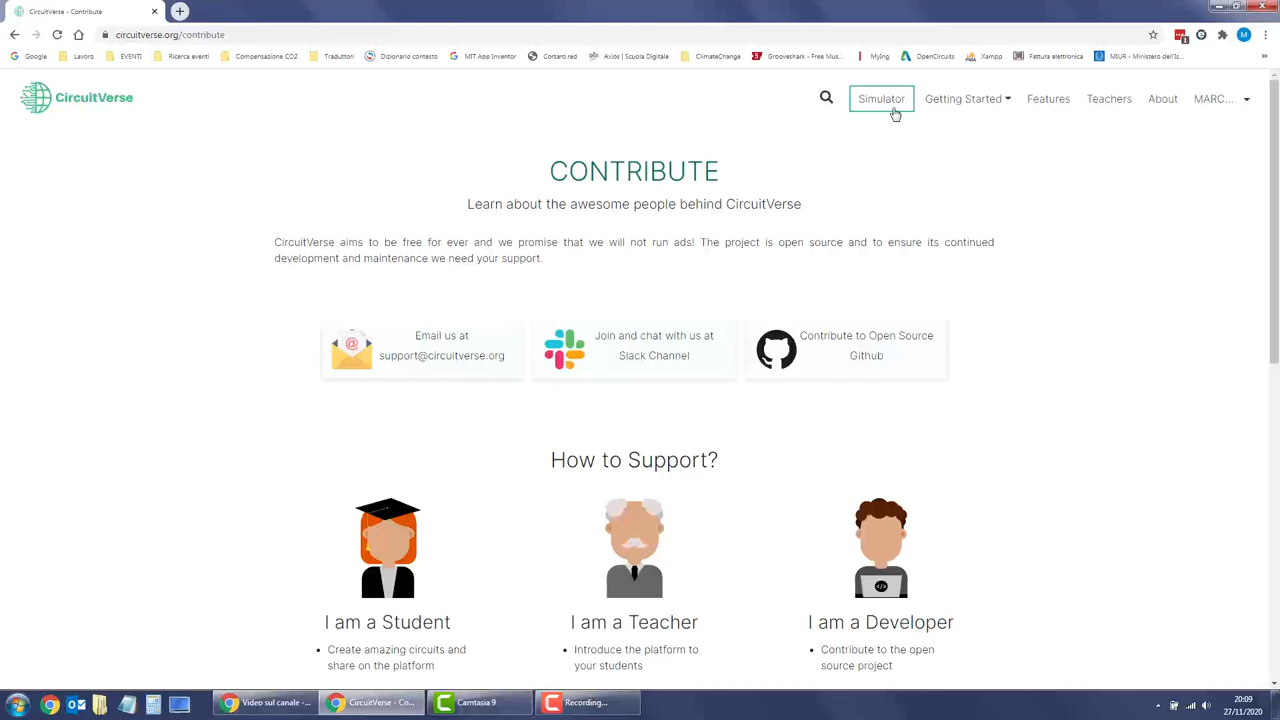 CircuitVerse - Contribute
circuitverse.org/contribute
Google Lavoro EVENTI Ricerca eventi Compensazione CO2 Traduttori Dizionario contesto MIT App Inventor Corsaro.red Axios | Scuola Digitale ClimateChange Grooveshark - Free Mus... MyIng OpenCircuits Xampp Fattura elettronica MIUR - Ministero dell'Is... »
CircuitVerse Simulator Getting Started Features Teachers About MARC...
CONTRIBUTE
Learn about the awesome people behind CircuitVerse
CircuitVerse aims to be free for ever and we promise that we will not run ads! The project is open source and to ensure its continued
development and maintenance we need your support.
Email us at
support@circuitverse.org
Join and chat with us at
Slack Channel
Contribute to Open Source
Github
How to Support?
I am a Student
• Create amazing circuits and
share on the platform
I am a Teacher
• Introduce the platform to
your students
I am a Developer
• Contribute to the open
source project
Video sul canale -... CircuitVerse - Co... Camtasia 9 Recording...
20:09
27/11/2020